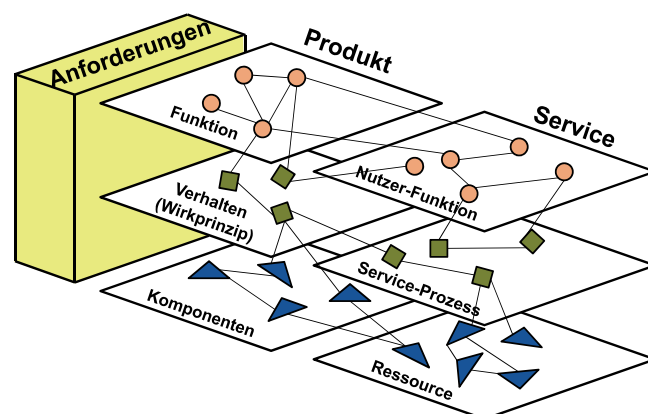 Anforderungen
Produkt
Service
Funktion
Nutzer-Funktion
Verhalten
(Wirkprinzip)
Service-Prozess
Komponenten
Ressource